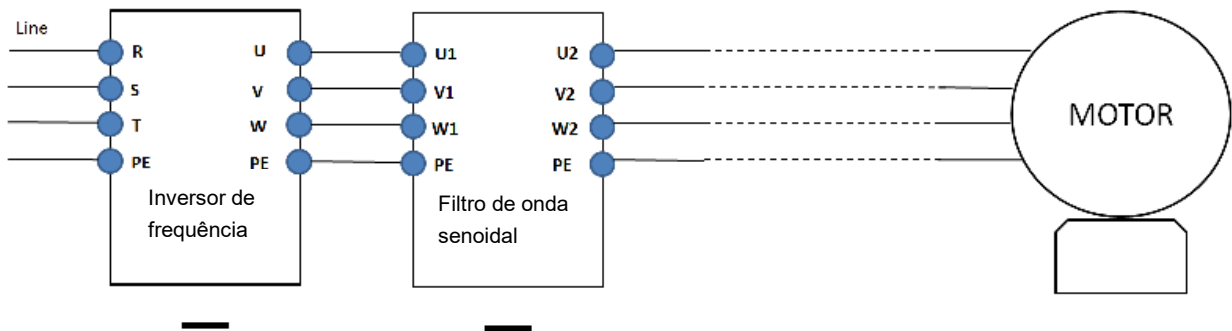 Line
R U U1 U2
S V V1 V2
T W W1 W2
PE PE PE PE
MOTOR
Inversor de
frequência
Filtro de onda
senoidal